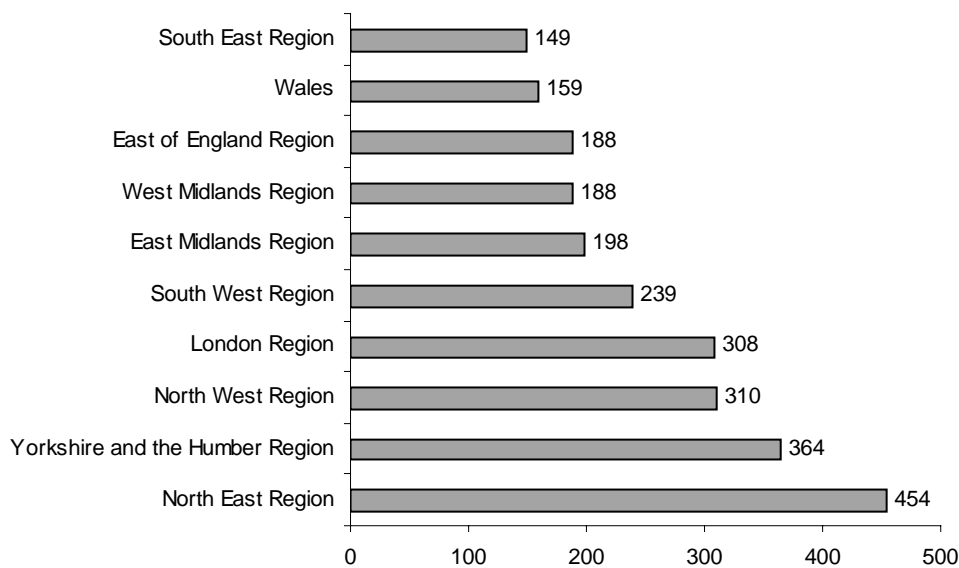 South East Region 149
Wales 159
East of England Region 188
West Midlands Region 188
East Midlands Region 198
South West Region 239
London Region 308
North West Region 310
Yorkshire and the Humber Region 364
North East Region 454
0 100 200 300 400 500